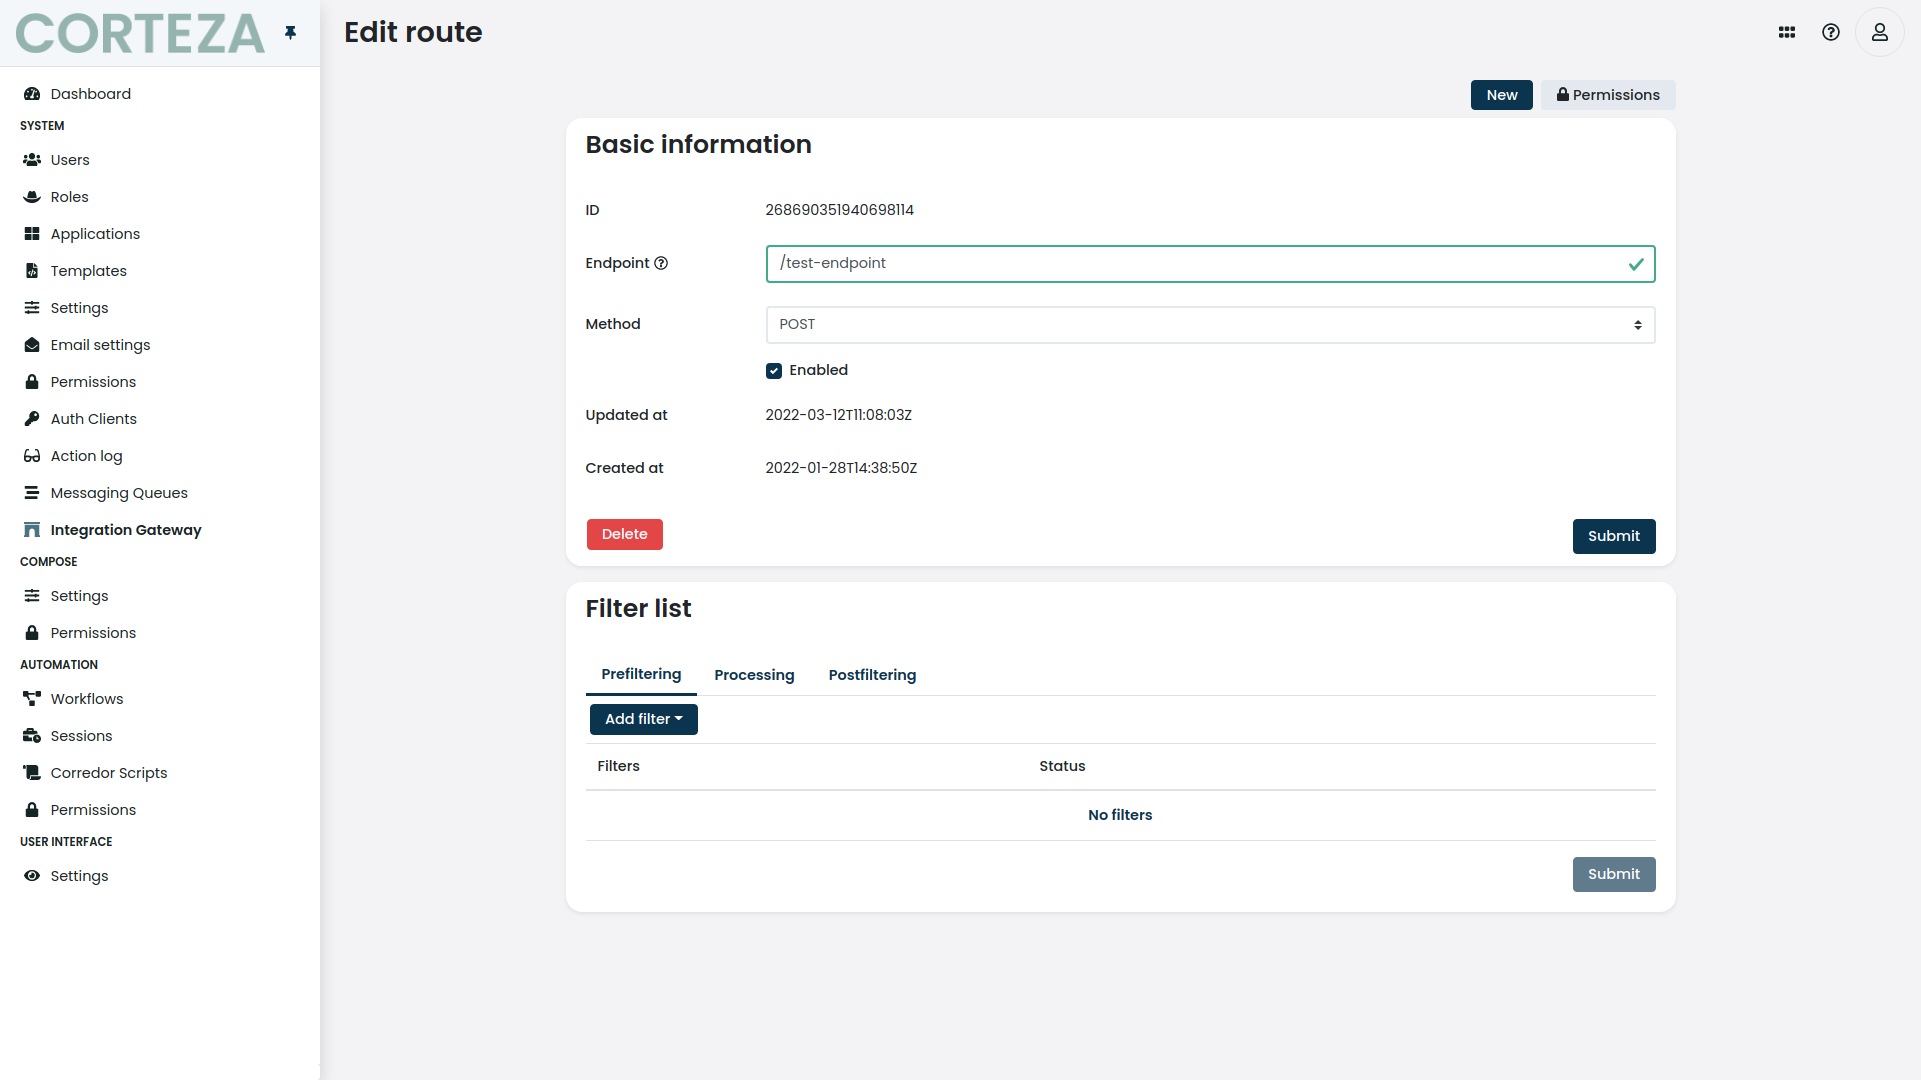 CORTEZA
Edit route
Dashboard
SYSTEM
Users
Roles
Applications
Templates
Settings
Email settings
Permissions
Auth Clients
Action log
Messaging Queues
Integration Gateway
COMPOSE
Settings
Permissions
AUTOMATION
Workflows
Sessions
Corredor Scripts
Permissions
USER INTERFACE
Settings
New
Permissions
Basic information
ID 268690351940698114
Endpoint /test-endpoint
Method POST
Enabled
Updated at 2022-03-12T11:08:03Z
Created at 2022-01-28T14:38:50Z
Delete
Submit
Filter list
Prefiltering Processing Postfiltering
Add filter
Filters Status
No filters
Submit